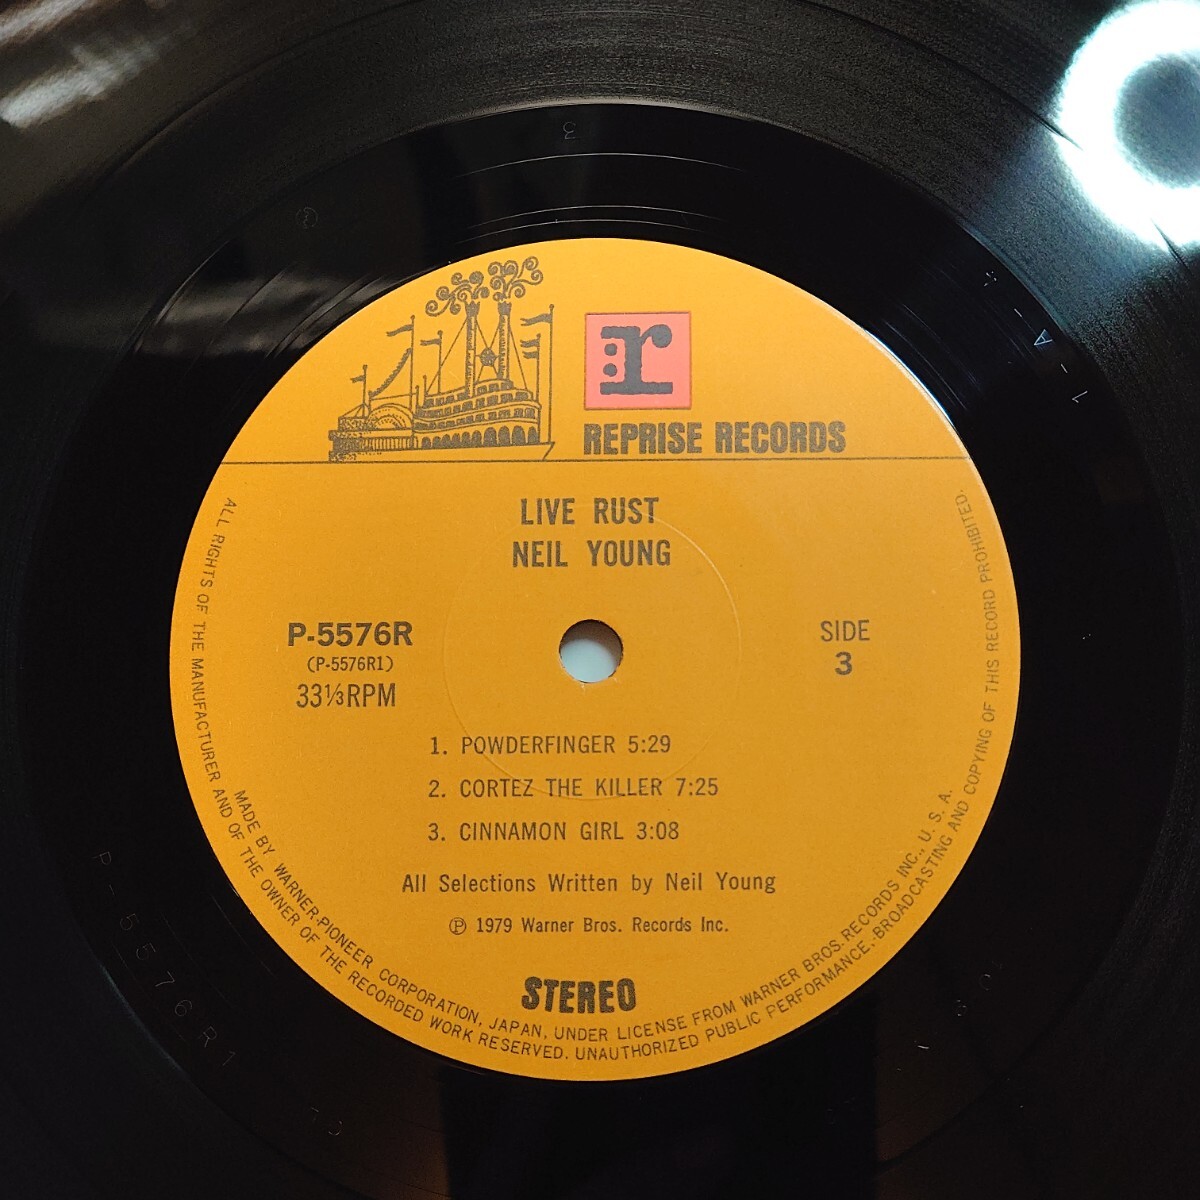 r
REPRISE RECORDS
LIVE RUST
NEIL YOUNG
P-5576R
(P-5576R1)
33⅓RPM
SIDE
3
1. POWDERFINGER 5:29
2. CORTEZ THE KILLER 7:25
3. CINNAMON GIRL 3:08
All Selections Written by Neil Young
Ⓟ 1979 Warner Bros. Records Inc.
STEREO
MADE BY WARNER-PIONEER CORPORATION, JAPAN, UNDER LICENSE FROM WARNER BROS. RECORDS INC., U. S. A.
ALL RIGHTS OF THE MANUFACTURER AND OF THE OWNER OF THE RECORDED WORK RESERVED. UNAUTHORIZED PUBLIC PERFORMANCE, BROADCASTING AND COPYING OF THIS RECORD PROHIBITED.
P-5576R1
3